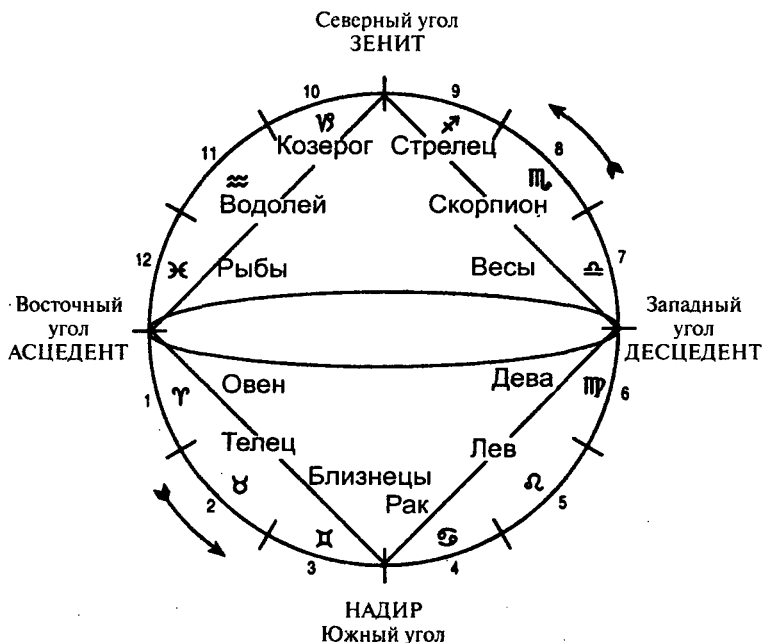 Северный угол
ЗЕНИТ
10
9
♑
♐
Козерог
Стрелец
11
8
♒
♏
Водолей
Скорпион
12
7
♓
Рыбы
Весы
♎
Восточный
угол
АСЦЕДЕНТ
Западный
угол
ДЕСЦЕДЕНТ
1
♈
Овен
Дева
♍
6
Телец
Лев
2
♉
Близнецы
Рак
♌
5
♊
♋
3
4
НАДИР
Южный угол